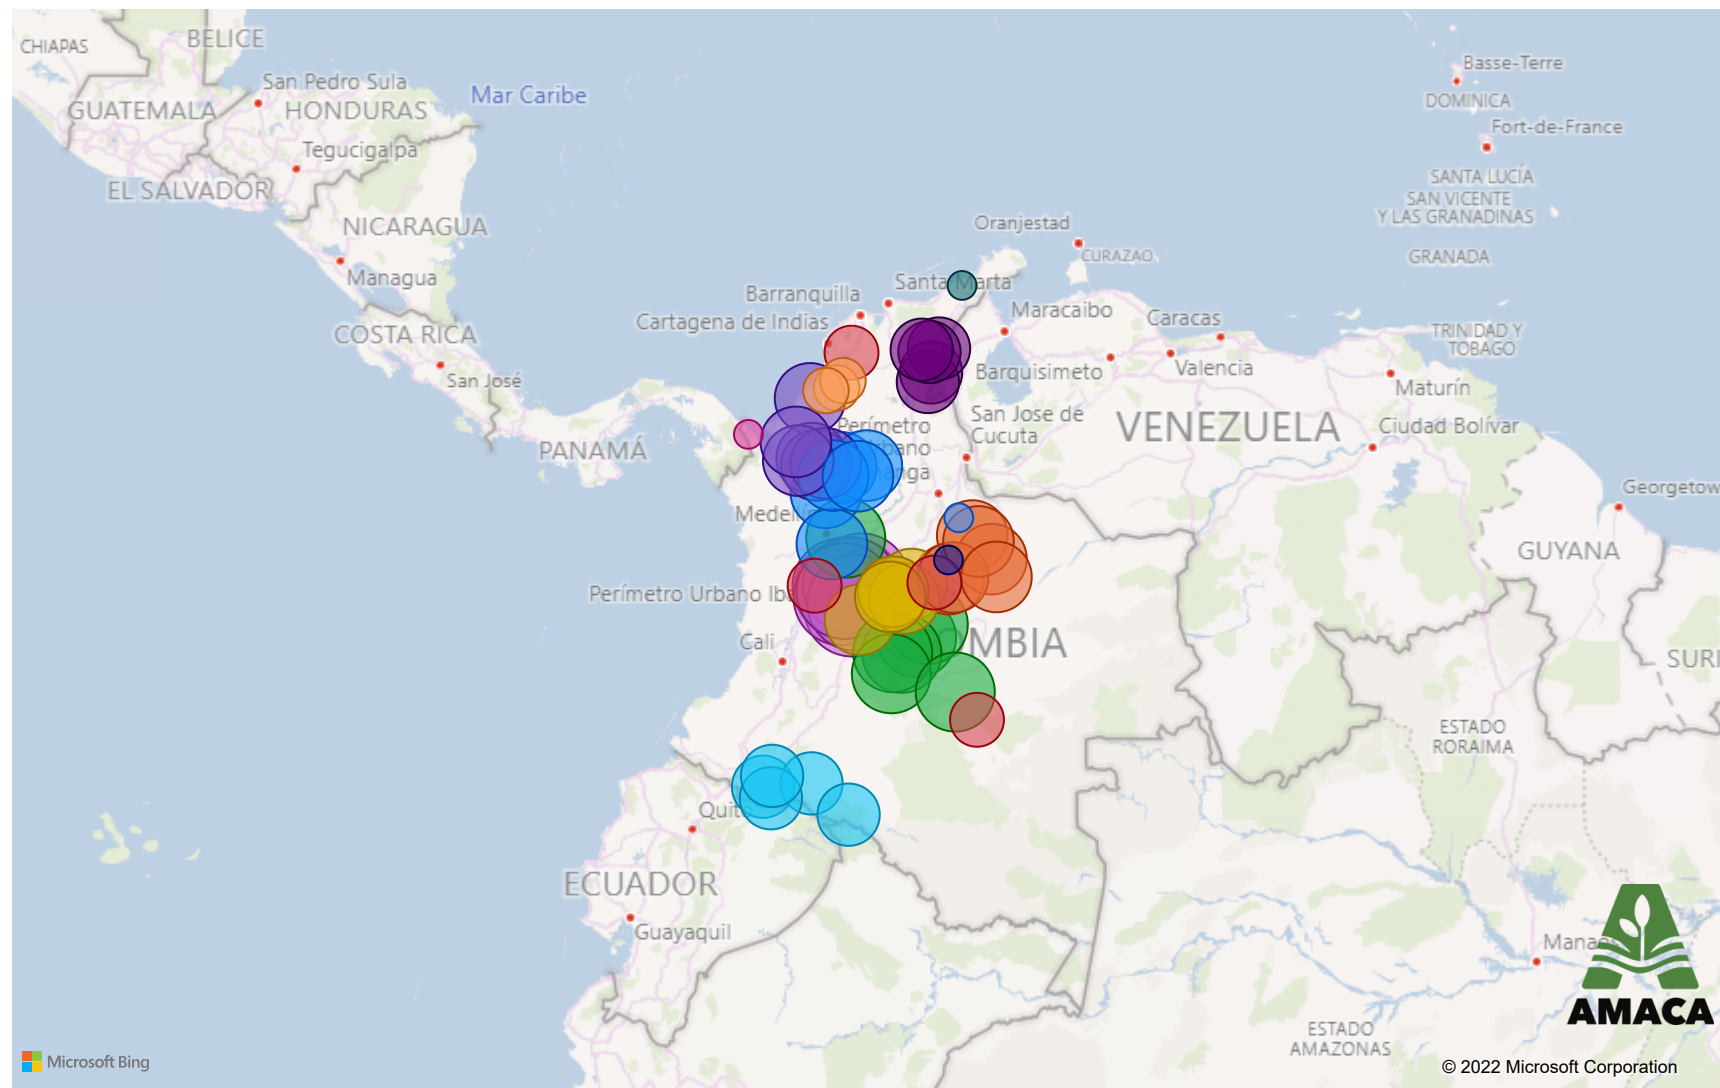 CHIAPAS
BELICE
San Pedro Sula
GUATEMALA
HONDURAS
Mar Caribe
Tegucigalpa
EL SALVADOR
NICARAGUA
Managua
COSTA RICA
San José
PANAMÁ
Basse-Terre
DOMINICA
Fort-de-France
SANTA LUCÍA
SAN VICENTE
Y LAS GRANADINAS
GRANADA
Oranjestad
CURAZAO
Santa Marta
Barranquilla
Cartagena de Indias
Maracaibo
Caracas
TRINIDAD Y
TOBAGO
Barquisimeto
Valencia
Maturín
San Jose de
Cucuta
VENEZUELA
Ciudad Bolívar
Perímetro
Georgetow
GUYANA
Perímetro Urbano
Cali
MBIA
SURI
ESTADO
RORAIMA
ECUADOR
Guayaquil
ESTADO
AMAZONAS
AMACA
Microsoft Bing
© 2022 Microsoft Corporation